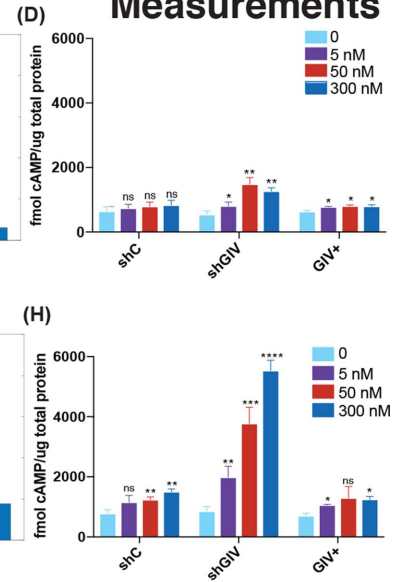 Measurements
(D)
fmol cAMP/ug total protein
6000
4000
2000
0
0
5 nM
50 nM
300 nM
ns ns ns
* ** **
* * *
shC
shGIV
GIV+
(H)
fmol cAMP/ug total protein
6000
4000
2000
0
0
5 nM
50 nM
300 nM
ns ** **
** *** ****
* ns *
shC
shGIV
GIV+